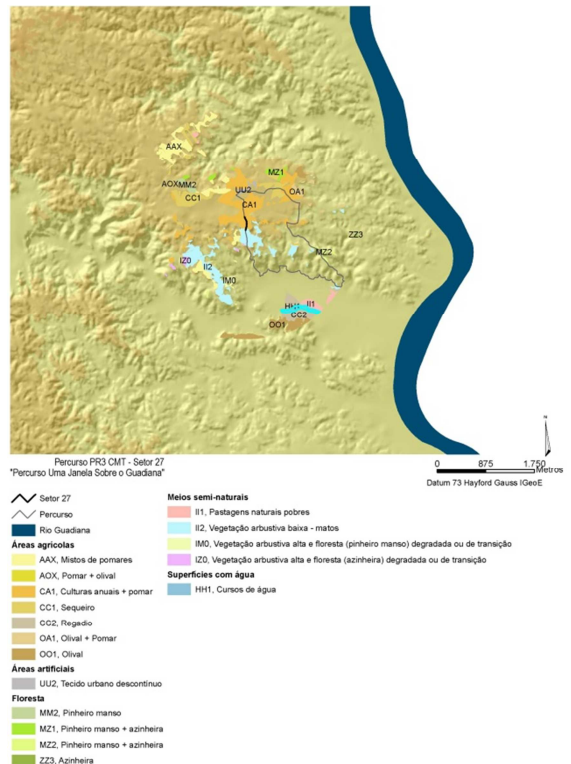 AAX
MZ1
AOX
MM2
UU2
OA1
CC1
CA1
ZZ3
MZ2
IZ0
II2
IM0
HH1
II1
CC2
OO1
N
Percurso PR3 CMT - Setor 27
"Percurso Uma Janela Sobre o Guadiana"
0 875 1.750
Metros
Datum 73 Hayford Gauss IGeoE
Setor 27
Percurso
Rio Guadiana
Áreas agrícolas
AAX, Mistos de pomares
AOX, Pomar + olival
CA1, Culturas anuais + pomar
CC1, Sequeiro
CC2, Regadio
OA1, Olival + Pomar
OO1, Olival
Áreas artificiais
UU2, Tecido urbano descontínuo
Floresta
MM2, Pinheiro manso
MZ1, Pinheiro manso + azinheira
MZ2, Pinheiro manso + azinheira
ZZ3, Azinheira
Meios semi-naturais
II1, Pastagens naturais pobres
II2, Vegetação arbustiva baixa - matos
IM0, Vegetação arbustiva alta e floresta (pinheiro manso) degradada ou de transição
IZ0, Vegetação arbustiva alta e floresta (azinheira) degradada ou de transição
Superfícies com água
HH1, Cursos de água